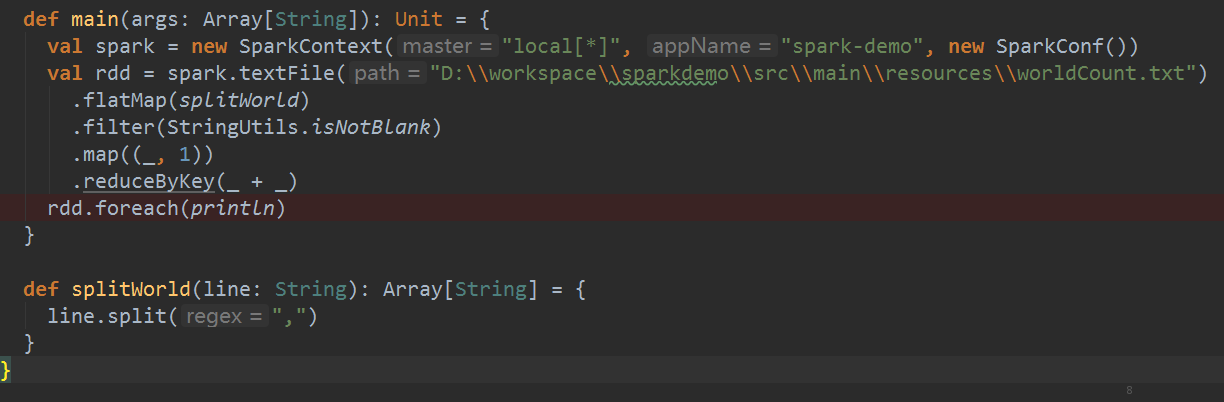 def main(args: Array[String]): Unit = {
val spark = new SparkContext( master = "local[*]", appName = "spark-demo", new SparkConf())
val rdd = spark.textFile( path = "D:\\workspace\\sparkdemo\\src\\main\\resources\\worldCount.txt")
.flatMap(splitWorld)
.filter(StringUtils.isNotBlank)
.map((_, 1))
.reduceByKey(_ + _)
rdd.foreach(println)
}
def splitWorld(line: String): Array[String] = {
line.split( regex = ",")
}
}
8